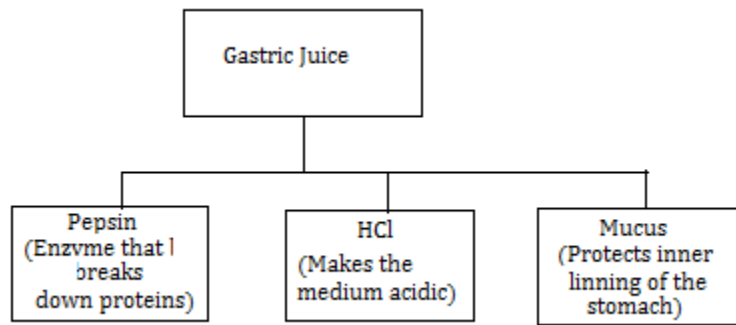 Gastric Juice
Pepsin
(Enzyme that
breaks
down proteins)
HCl
(Makes the
medium acidic)
Mucus
(Protects inner
linning of the
stomach)